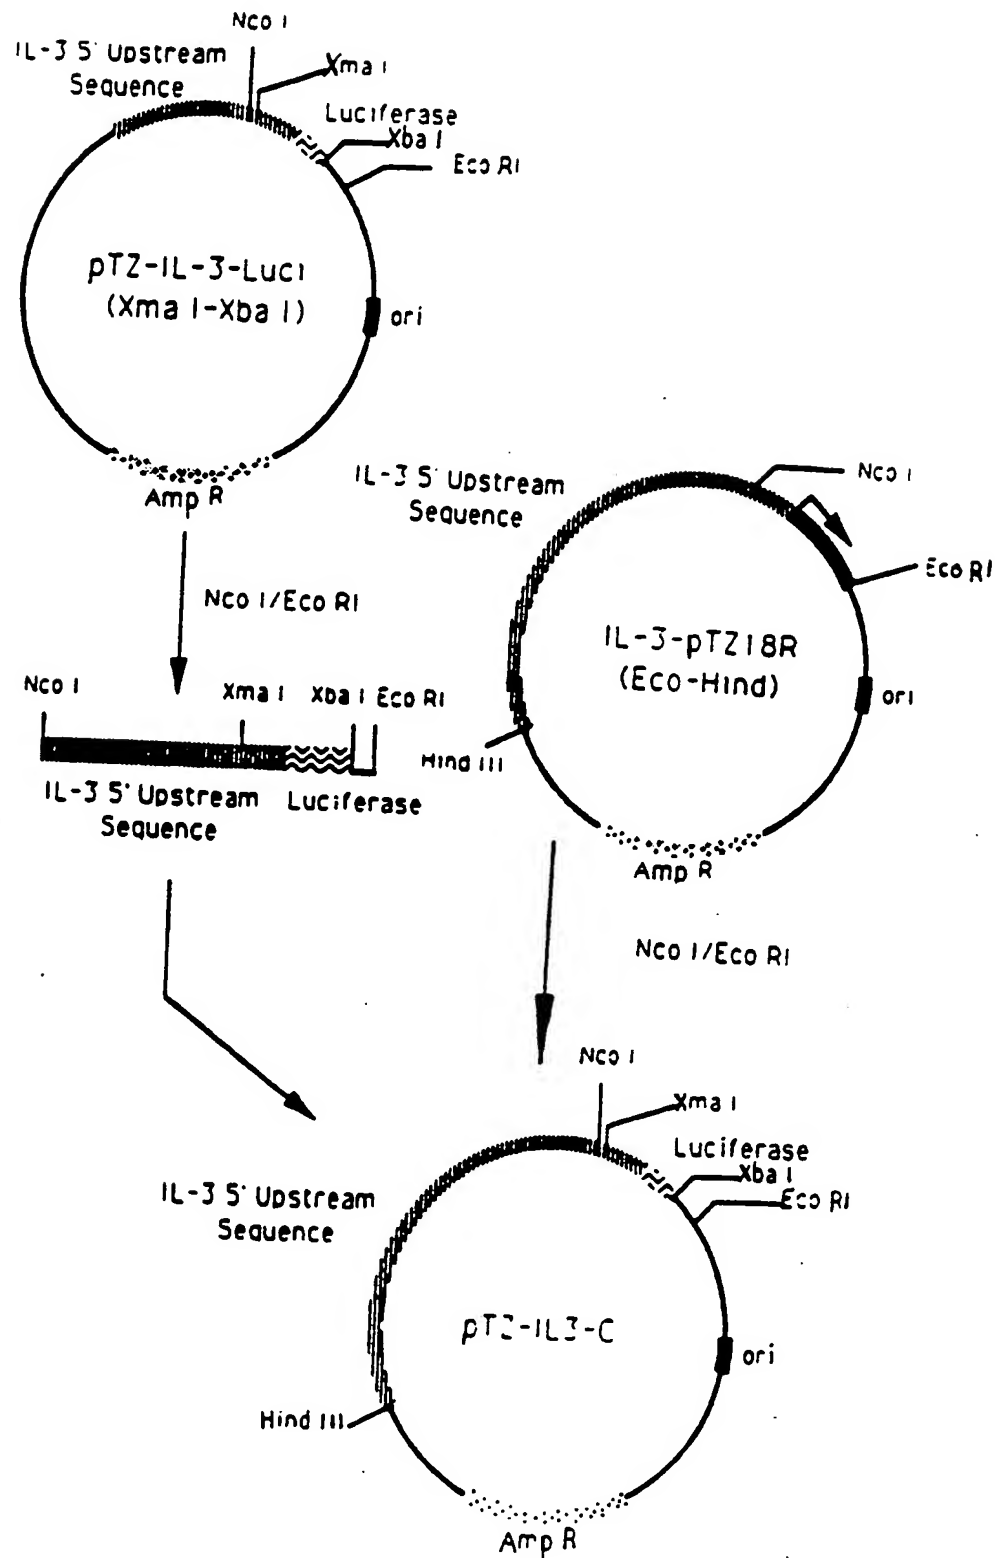 Nco I
IL-3 5' Upstream
Sequence
Xma I
Luciferase
Xba I
Eco RI
pTZ-IL-3-Luc1
(Xma I-Xba I)
ori
Amp R
Nco I/Eco RI
Nco I
Xma I
Xba I
Eco RI
IL-3 5' Upstream
Sequence
Luciferase
IL-3 5' Upstream
Sequence
Nco I
Eco RI
IL-3-pTZ18R
(Eco-Hind)
ori
Hind III
Amp R
Nco I/Eco RI
Nco I
Xma I
Luciferase
Xba I
Eco RI
IL-3 5' Upstream
Sequence
pTZ-IL3-C
ori
Hind III
Amp R